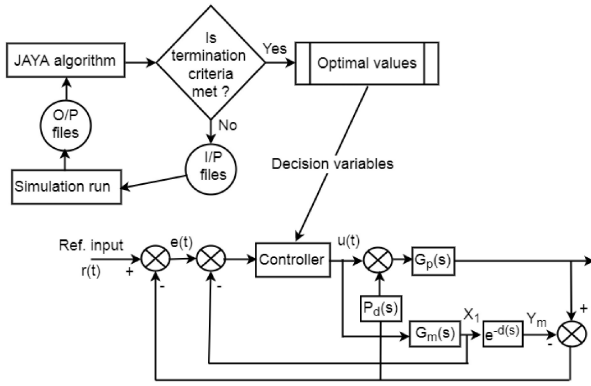 JAYA algorithm
Is
termination
criteria
met ?
Yes
Optimal values
O/P
files
No
I/P
files
Simulation run
Decision variables
Ref. input
r(t)
+
-
e(t)
-
Controller
u(t)
Gp(s)
Pd(s)
Gm(s)
X1
e-d(s)
Ym
+
-